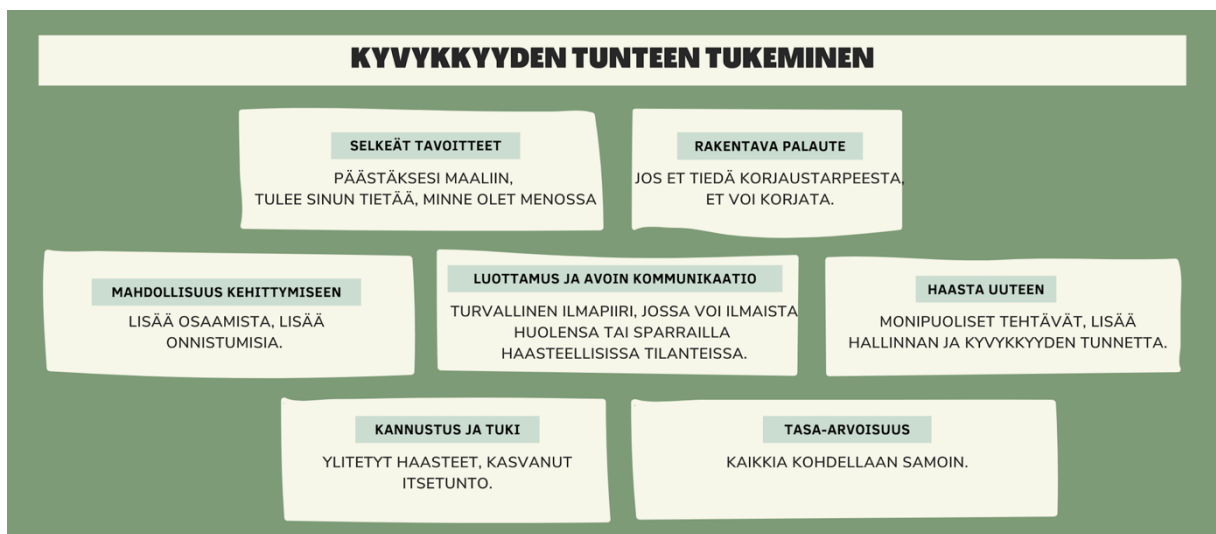 KYVYKKYYDEN TUNTEEN TUKEMINEN
SELKEÄT TAVOITTEET
PÄÄSTÄKSESI MAALIIN,
TULEE SINUN TIETÄÄ, MINNE OLET MENOSSA
RAKENTAVA PALAUTE
JOS ET TIEDÄ KORJAUSTARPEESTA,
ET VOI KORJATA.
MAHDOLLISUUS KEHITTYMISEEN
LISÄÄ OSAAMISTA, LISÄÄ
ONNISTUMISIA.
LUOTTAMUS JA AVOIN KOMMUNIKAATIO
TURVALLINEN ILMAPIIRI, JOSSA VOI ILMAISTA
HUOLENSA TAI SPARRAILLA
HAASTEELLISISSA TILANTEISSA.
HAASTA UUTEEN
MONIPUOLISET TEHTÄVÄT, LISÄÄ
HALLINNAN JA KYVYKKYYDEN TUNNETTA.
KANNUSTUS JA TUKI
YLITETYT HAASTEET, KASVANUT
ITSETUNTO.
TASA-ARVOISUUS
KAIKKIA KOHDELLAAN SAMOIN.